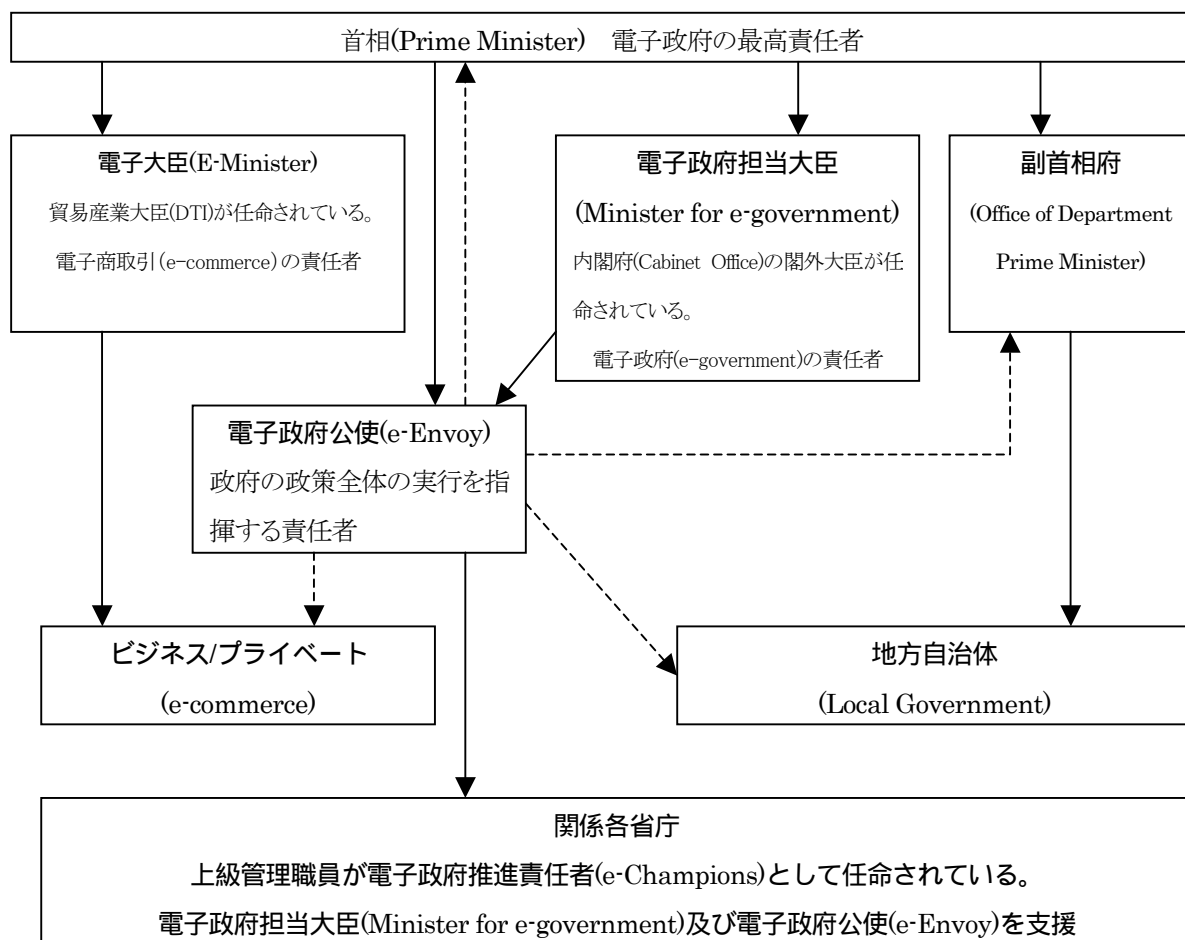 首相(Prime Minister)　電子政府の最高責任者
電子大臣(E-Minister)
貿易産業大臣(DTI)が任命されている。
電子商取引(e-commerce)の責任者
電子政府担当大臣
(Minister for e-government)
内閣府(Cabinet Office)の閣外大臣が任
命されている。
電子政府(e-government)の責任者
副首相府
(Office of Department
Prime Minister)
電子政府公使(e-Envoy)
政府の政策全体の実行を指
揮する責任者
ビジネス/プライベート
(e-commerce)
地方自治体
(Local Government)
関係各省庁
上級管理職員が電子政府推進責任者(e-Champions)として任命されている。
電子政府担当大臣(Minister for e-government)及び電子政府公使(e-Envoy)を支援